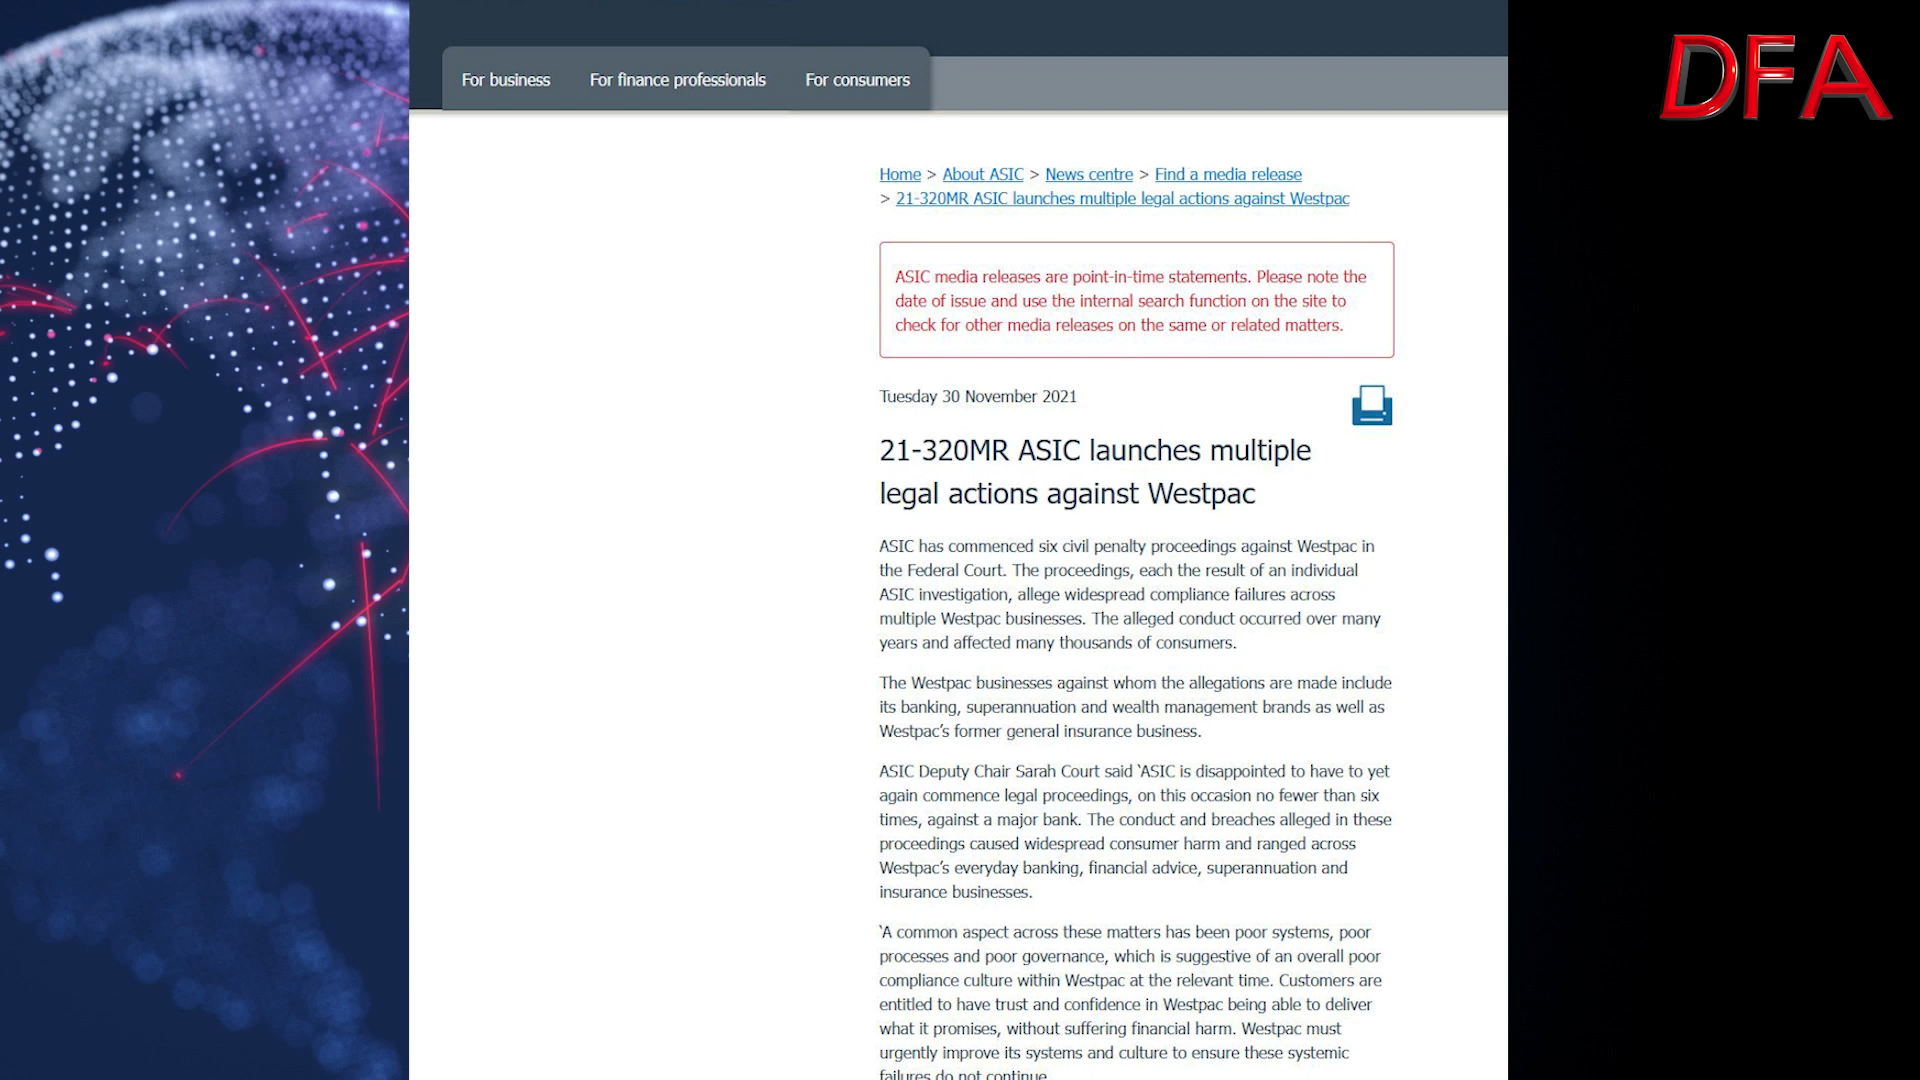 DFA
For business For finance professionals For consumers
Home > About ASIC > News centre > Find a media release
> 21-320MR ASIC launches multiple legal actions against Westpac
ASIC media releases are point-in-time statements. Please note the
date of issue and use the internal search function on the site to
check for other media releases on the same or related matters.
Tuesday 30 November 2021
21-320MR ASIC launches multiple
legal actions against Westpac
ASIC has commenced six civil penalty proceedings against Westpac in
the Federal Court. The proceedings, each the result of an individual
ASIC investigation, allege widespread compliance failures across
multiple Westpac businesses. The alleged conduct occurred over many
years and affected many thousands of consumers.
The Westpac businesses against whom the allegations are made include
its banking, superannuation and wealth management brands as well as
Westpac’s former general insurance business.
ASIC Deputy Chair Sarah Court said ‘ASIC is disappointed to have to yet
again commence legal proceedings, on this occasion no fewer than six
times, against a major bank. The conduct and breaches alleged in these
proceedings caused widespread consumer harm and ranged across
Westpac’s everyday banking, financial advice, superannuation and
insurance businesses.
‘A common aspect across these matters has been poor systems, poor
processes and poor governance, which is suggestive of an overall poor
compliance culture within Westpac at the relevant time. Customers are
entitled to have trust and confidence in Westpac being able to deliver
what it promises, without suffering financial harm. Westpac must
urgently improve its systems and culture to ensure these systemic
failures do not continue.